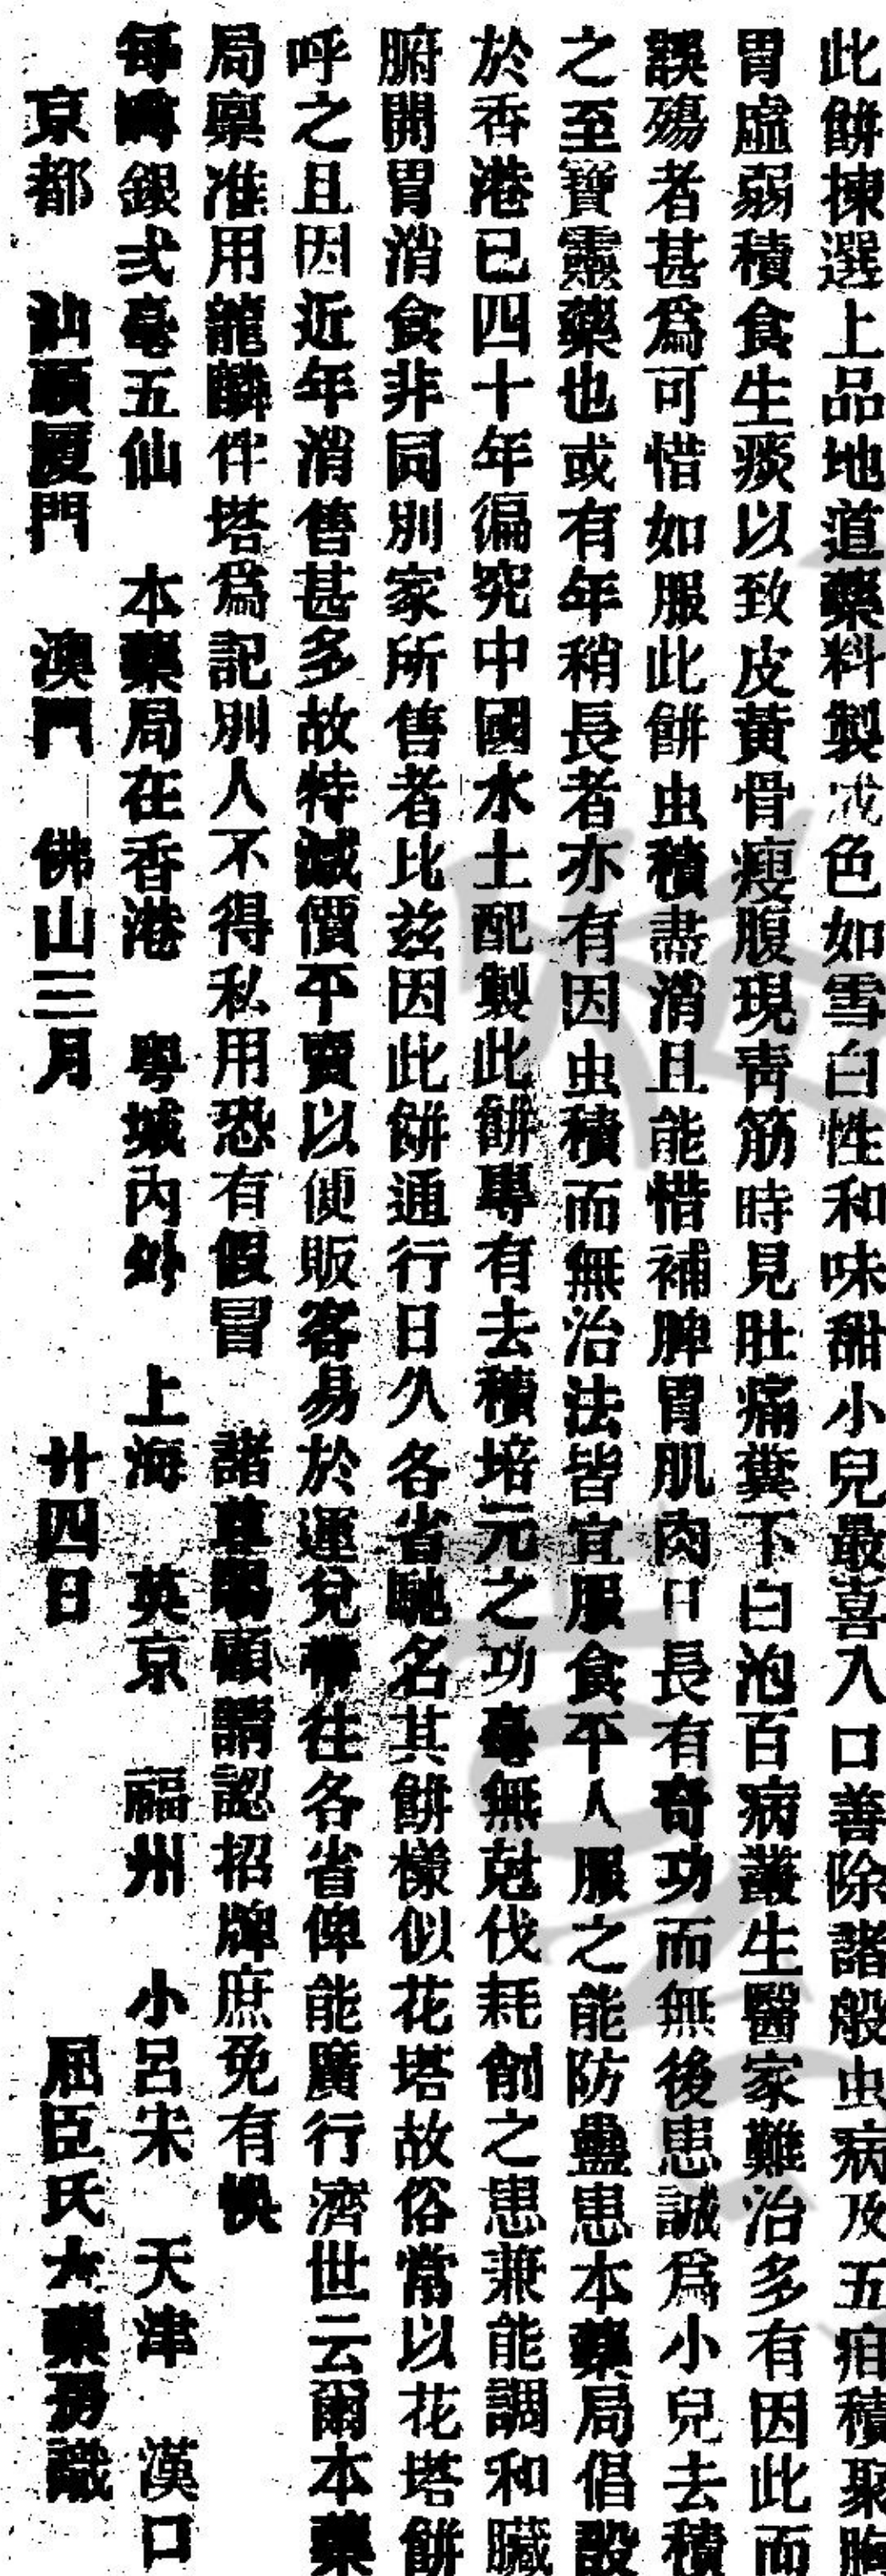 此餅揀選上品地道藥料製成色如雪白性和味甜小兒最喜入口善除諸般虫病及五疳積聚胸
胃虛弱積食生痰以致皮黃骨瘦腹現靑筋時見肚痛糞下白泡百病叢生醫家難治多有因此而
誤殤者甚爲可惜如服此餅虫積盡消且能惜補脾胃肌肉日長有奇功而無後患誠爲小兒去積
之至寶靈藥也或有年稍長者亦有因虫積而無治法皆宜服食平人服之能防蠱患本藥局倡設
於香港已四十年徧究中國水土配製此餅專有去積培元之功毫無尅伐耗削之患兼能調和臟
腑開胃消食非同別家所售者比茲因此餅通行日久各省馳名其餅樣似花塔故俗常以花塔餅
呼之且因近年消售甚多故特減價平賣以便販客易於運兌帶往各省俾能廣行濟世云爾本藥
局稟准用龍麟伴塔爲記別人不得私用恐有假冒 諸尊賜顧請認招牌庶免有悞
每噂銀弍毫五仙 本藥局在香港 粵城內外 上海 英京 福州 小呂宋 天津 漢口
京都 汕頭厦門 澳門 佛山三月 廿四日 屈臣氏大藥房識